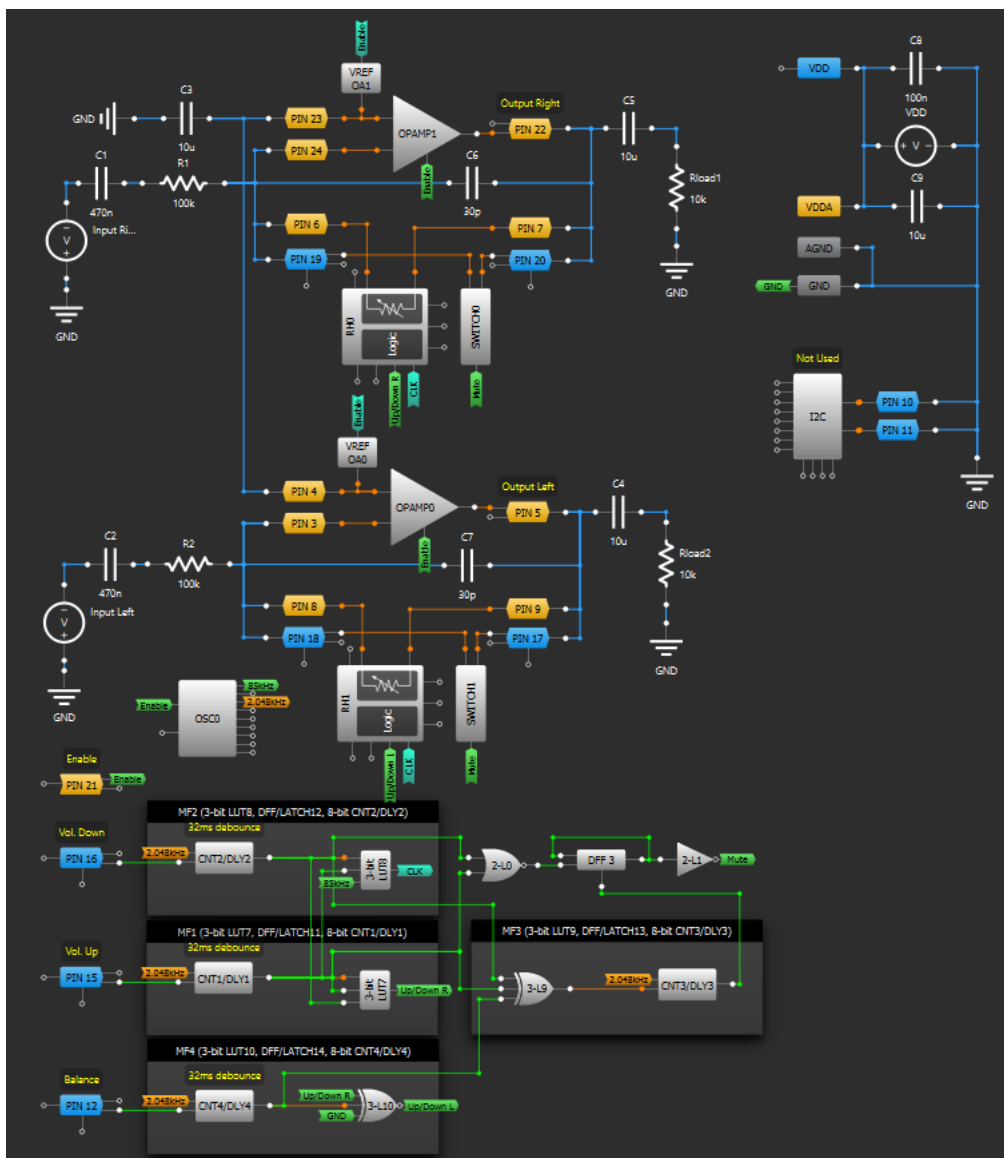 Enable
VREF
OA1
C3
GND
10u
PIN 23
PIN 24
OPAMP1
Output Right
PIN 22
C5
10u
C1
470n
R1
100k
C6
30p
Enable
Rload1
10k
V
Input Ri...
GND
PIN 6
PIN 19
PIN 7
PIN 20
GND
RH0
Logic
SWITCH0
Up/Down R
CLK
Mute
C8
100n
VDD
VDD
+ V -
C9
10u
VDDA
AGND
GND
GND
Not Used
I2C
PIN 10
PIN 11
GND
Enable
VREF
OA0
PIN 4
PIN 3
OPAMP0
Output Left
PIN 5
C4
10u
C2
470n
R2
100k
C7
30p
Enable
Rload2
10k
V
Input Left
GND
PIN 8
PIN 18
PIN 9
PIN 17
GND
RH1
Logic
SWITCH1
Up/Down L
CLK
Mute
Enable
OSC0
85kHz
2.048kHz
Enable
PIN 21
Enable
MF2 (3-bit LUT8, DFF/LATCH12, 8-bit CNT2/DLY2)
Vol. Down
32ms debounce
PIN 16
2.048kHz
CNT2/DLY2
85kHz
3-bit
LUT8
CLK
2-L0
DFF 3
2-L1
Mute
MF1 (3-bit LUT7, DFF/LATCH11, 8-bit CNT1/DLY1)
Vol. Up
32ms debounce
PIN 15
2.048kHz
CNT1/DLY1
3-bit
LUT7
Up/Down R
MF3 (3-bit LUT9, DFF/LATCH13, 8-bit CNT3/DLY3)
3-L9
2.048kHz
CNT3/DLY3
MF4 (3-bit LUT10, DFF/LATCH14, 8-bit CNT4/DLY4)
Balance
32ms debounce
PIN 12
2.048kHz
CNT4/DLY4
Up/Down R
GND
3-L10
Up/Down L